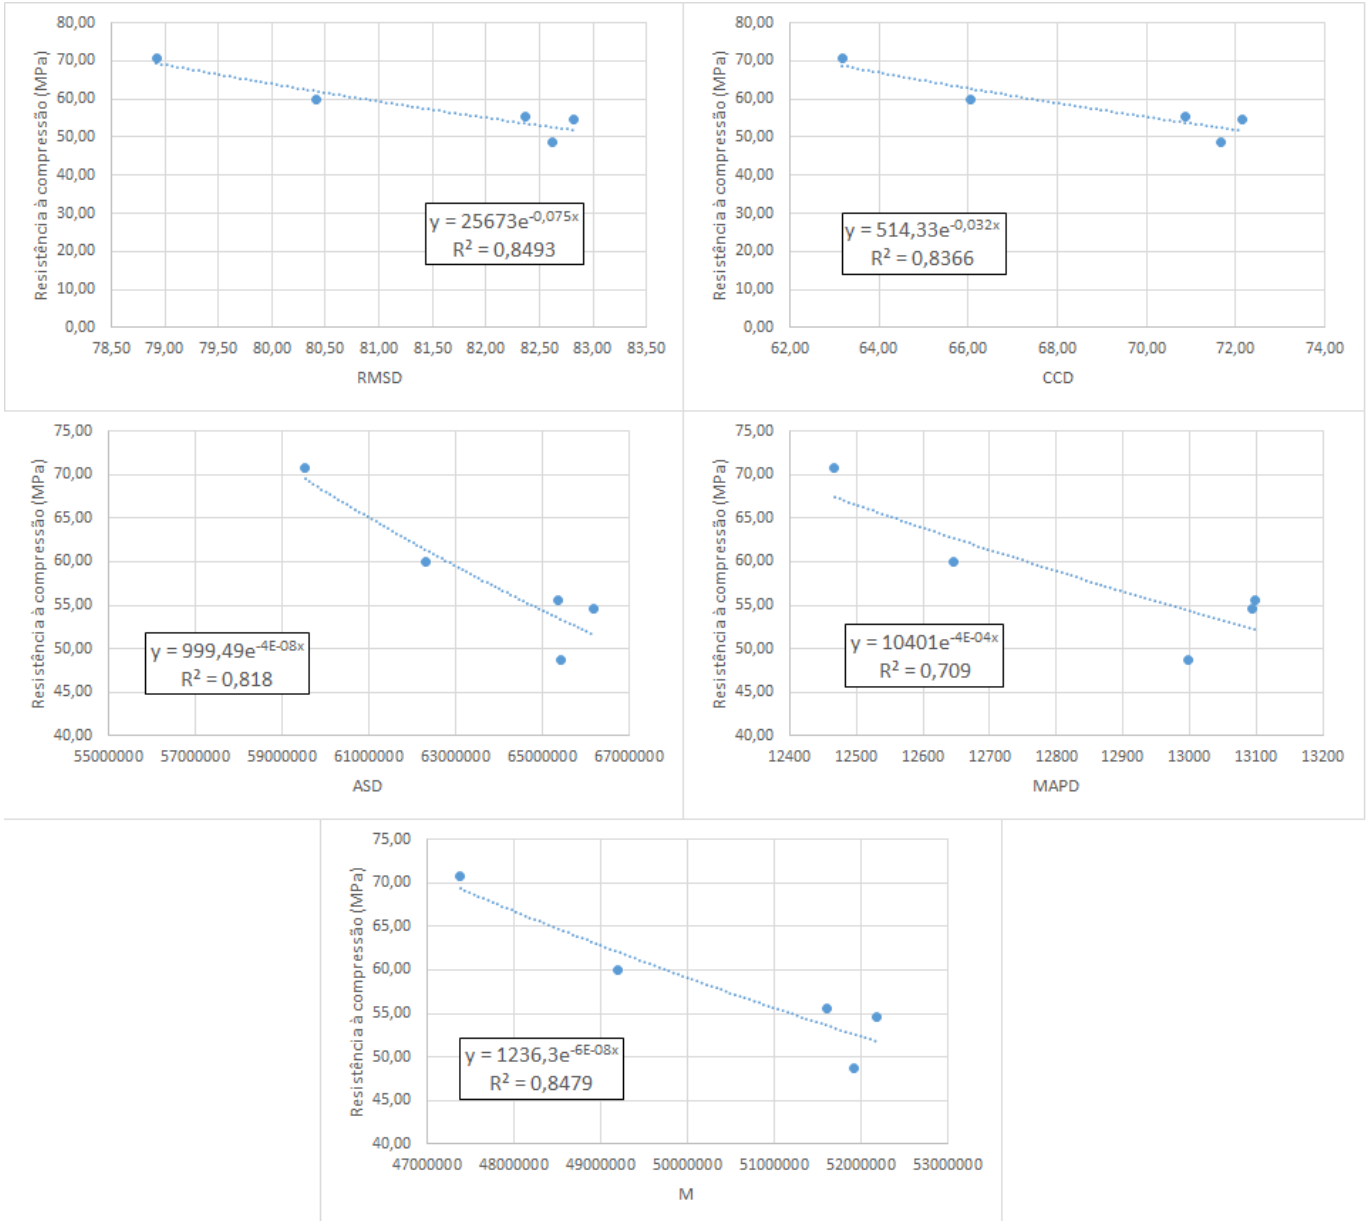 Resistência à compressão (MPa)
80,00
70,00
60,00
50,00
40,00
30,00
20,00
10,00
0,00
y = 25673e^-0,075x
R² = 0,8493
78,50 79,00 79,50 80,00 80,50 81,00 81,50 82,00 82,50 83,00 83,50
RMSD
Resistência à compressão (MPa)
80,00
70,00
60,00
50,00
40,00
30,00
20,00
10,00
0,00
y = 514,33e^-0,032x
R² = 0,8366
62,00 64,00 66,00 68,00 70,00 72,00 74,00
CCD
Resistência à compressão (MPa)
75,00
70,00
65,00
60,00
55,00
50,00
45,00
40,00
y = 999,49e^-4E-08x
R² = 0,818
55000000 57000000 59000000 61000000 63000000 65000000 67000000
ASD
Resistência à compressão (MPa)
75,00
70,00
65,00
60,00
55,00
50,00
45,00
40,00
y = 10401e^-4E-04x
R² = 0,709
12400 12500 12600 12700 12800 12900 13000 13100 13200
MAPD
Resistência à compressão (MPa)
75,00
70,00
65,00
60,00
55,00
50,00
45,00
40,00
y = 1236,3e^-6E-08x
R² = 0,8479
47000000 48000000 49000000 50000000 51000000 52000000 53000000
M